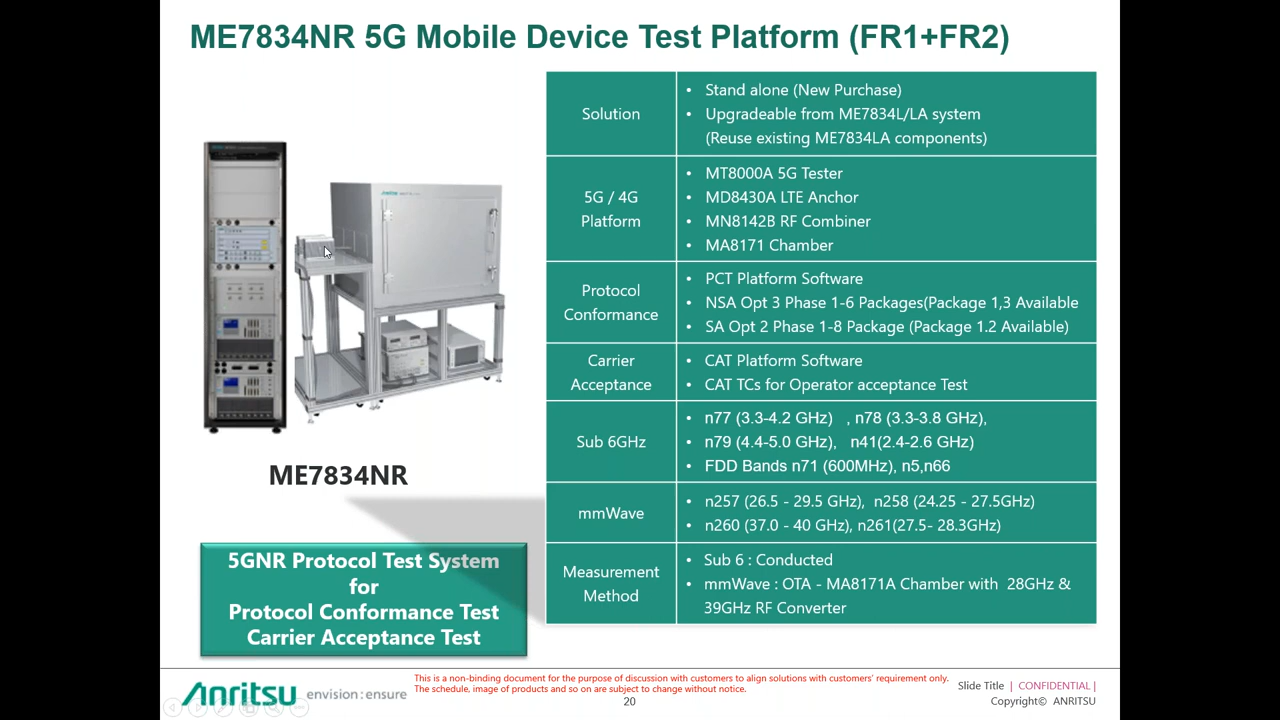 ME7834NR 5G Mobile Device Test Platform (FR1+FR2)
Solution
• Stand alone (New Purchase)
• Upgradeable from ME7834L/LA system
(Reuse existing ME7834LA components)
5G / 4G
Platform
• MT8000A 5G Tester
• MD8430A LTE Anchor
• MN8142B RF Combiner
• MA8171 Chamber
Protocol
Conformance
• PCT Platform Software
• NSA Opt 3 Phase 1-6 Packages(Package 1,3 Available
• SA Opt 2 Phase 1-8 Package (Package 1.2 Available)
Carrier
Acceptance
• CAT Platform Software
• CAT TCs for Operator acceptance Test
Sub 6GHz
• n77 (3.3-4.2 GHz) , n78 (3.3-3.8 GHz),
• n79 (4.4-5.0 GHz), n41(2.4-2.6 GHz)
• FDD Bands n71 (600MHz), n5,n66
mmWave
• n257 (26.5 - 29.5 GHz), n258 (24.25 - 27.5GHz)
• n260 (37.0 - 40 GHz), n261(27.5- 28.3GHz)
Measurement
Method
• Sub 6 : Conducted
• mmWave : OTA - MA8171A Chamber with 28GHz &
39GHz RF Converter
Anritsu
ME7834NR
5GNR Protocol Test System
for
Protocol Conformance Test
Carrier Acceptance Test
Anritsu envision : ensure
This is a non-binding document for the purpose of discussion with customers to align solutions with customers' requirement only.
The schedule, image of products and so on are subject to change without notice.
20
Slide Title | CONFIDENTIAL |
Copyright© ANRITSU